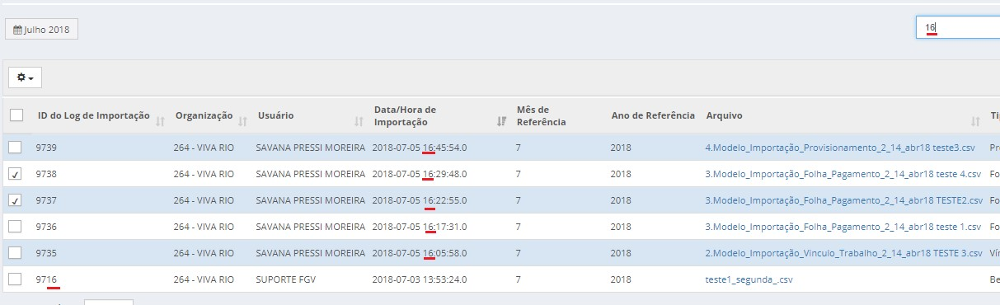 Julho 2018
16
ID do Log de Importação Organização Usuário Data/Hora de Importação Mês de Referência Ano de Referência Arquivo
9739 264 - VIVA RIO SAVANA PRESSI MOREIRA 2018-07-05 16:45:54.0 7 2018 4.Modelo_Importação_Provisionamento_2_14_abr18 teste3.csv Pr
9738 264 - VIVA RIO SAVANA PRESSI MOREIRA 2018-07-05 16:29:48.0 7 2018 3.Modelo_Importação_Folha_Pagamento_2_14_abr18 teste 4.csv Fo
9737 264 - VIVA RIO SAVANA PRESSI MOREIRA 2018-07-05 16:22:55.0 7 2018 3.Modelo_Importação_Folha_Pagamento_2_14_abr18 TESTE2.csv Fo
9736 264 - VIVA RIO SAVANA PRESSI MOREIRA 2018-07-05 16:17:31.0 7 2018 3.Modelo_Importação_Folha_Pagamento_2_14_abr18 teste 1.csv Fo
9735 264 - VIVA RIO SAVANA PRESSI MOREIRA 2018-07-05 16:05:58.0 7 2018 2.Modelo_Importação_Vinculo_Trabalho_2_14_abr18 TESTE 3.csv Ví
9716 264 - VIVA RIO SUPORTE FGV 2018-07-03 13:53:24.0 7 2018 teste1_segunda_.csv Be